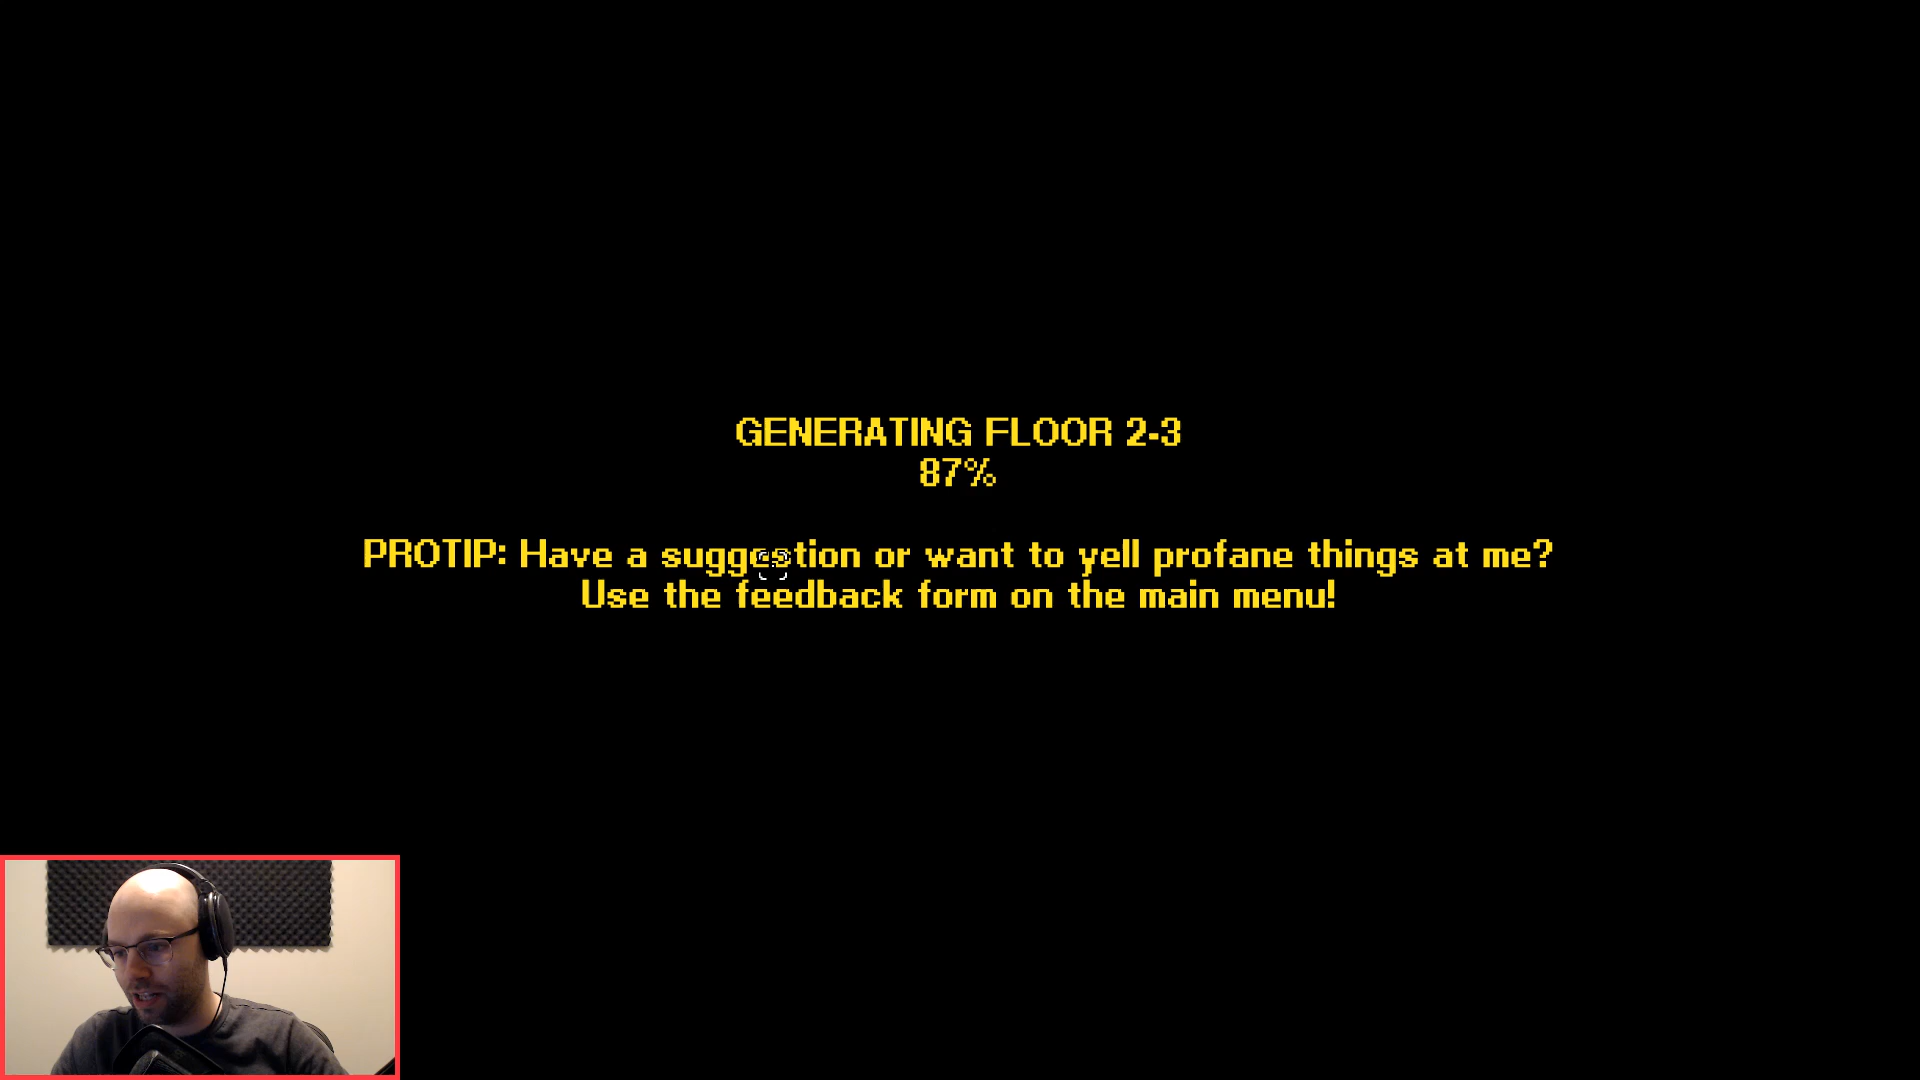 GENERATING FLOOR 2-3
87%
PROTIP: Have a suggestion or want to yell profane things at me?
Use the feedback form on the main menu!